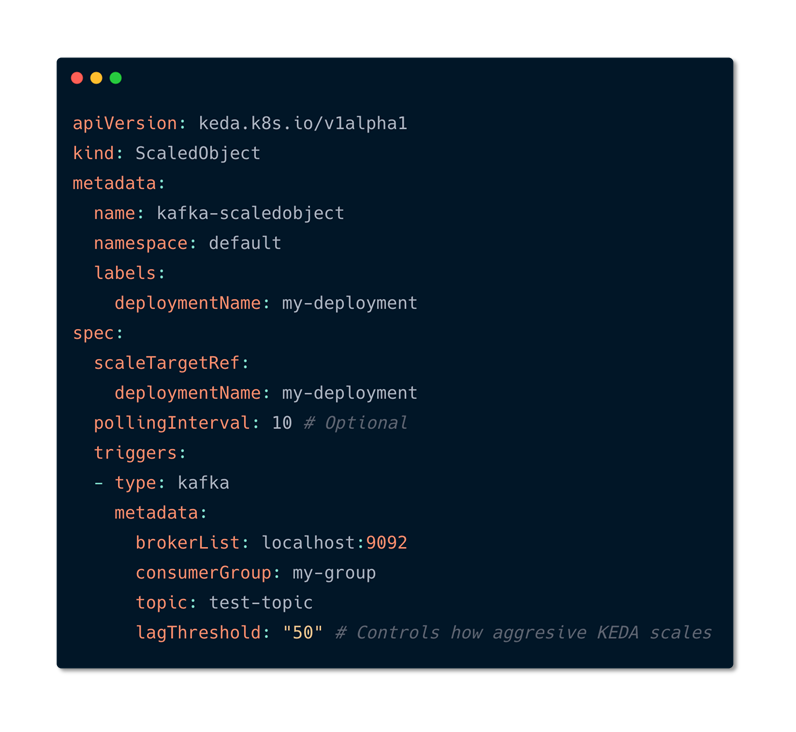 apiVersion: keda.k8s.io/v1alpha1
kind: ScaledObject
metadata:
  name: kafka-scaledobject
  namespace: default
  labels:
    deploymentName: my-deployment
spec:
  scaleTargetRef:
    deploymentName: my-deployment
  pollingInterval: 10 # Optional
  triggers:
  - type: kafka
    metadata:
      brokerList: localhost:9092
      consumerGroup: my-group
      topic: test-topic
      lagThreshold: "50" # Controls how aggresive KEDA scales